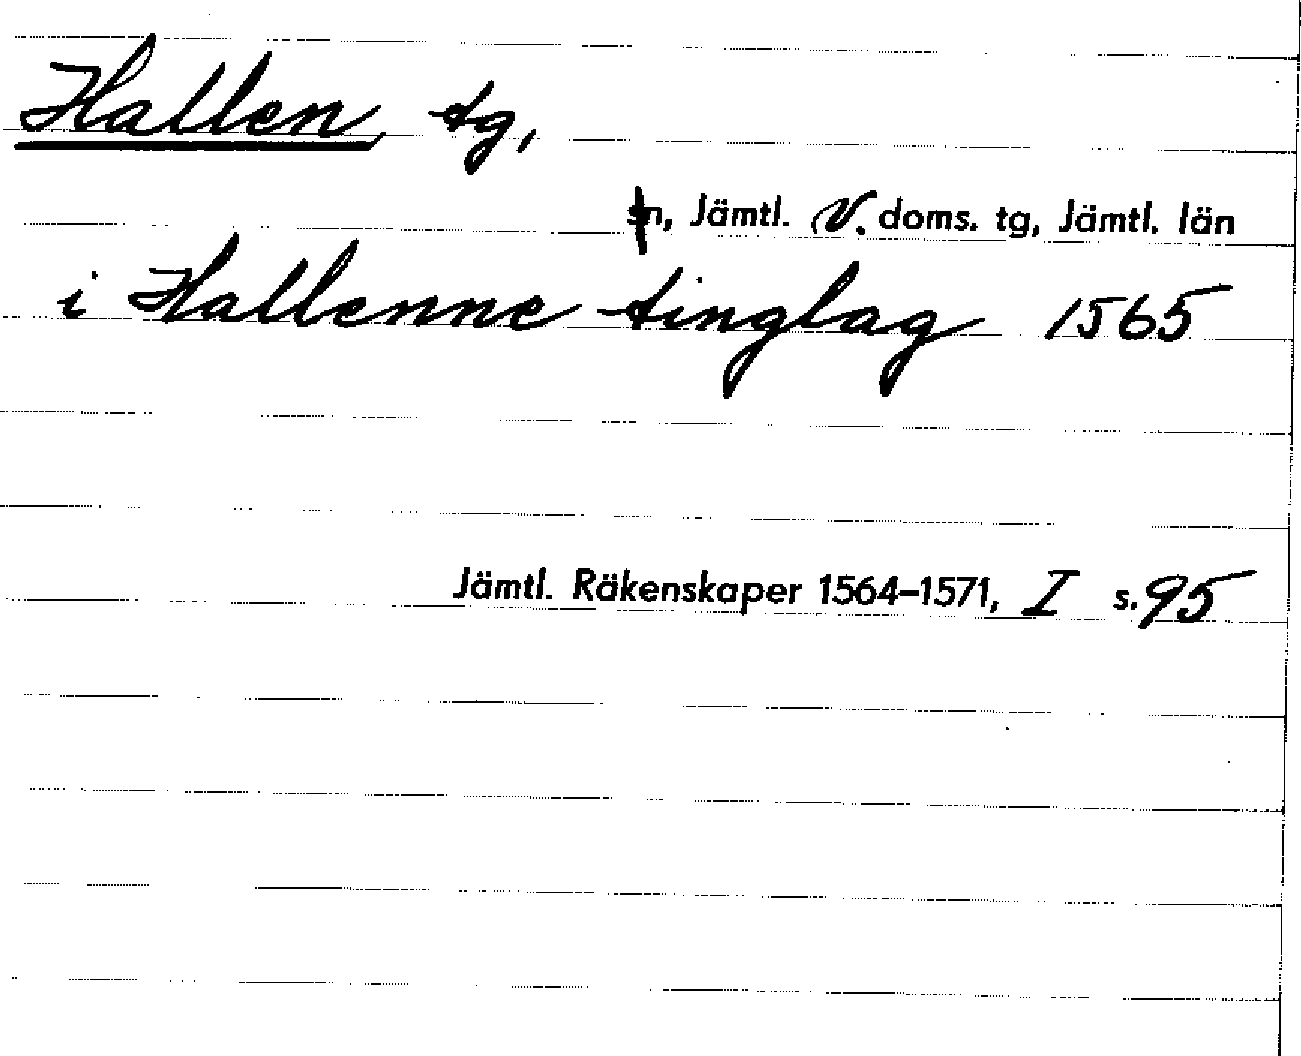 Hallen tg,
sn, Jämtl. V. doms. tg, Jämtl. län
i Hallenne tinglag 1565
Jämtl. Räkenskaper 1564–1571, I s. 95